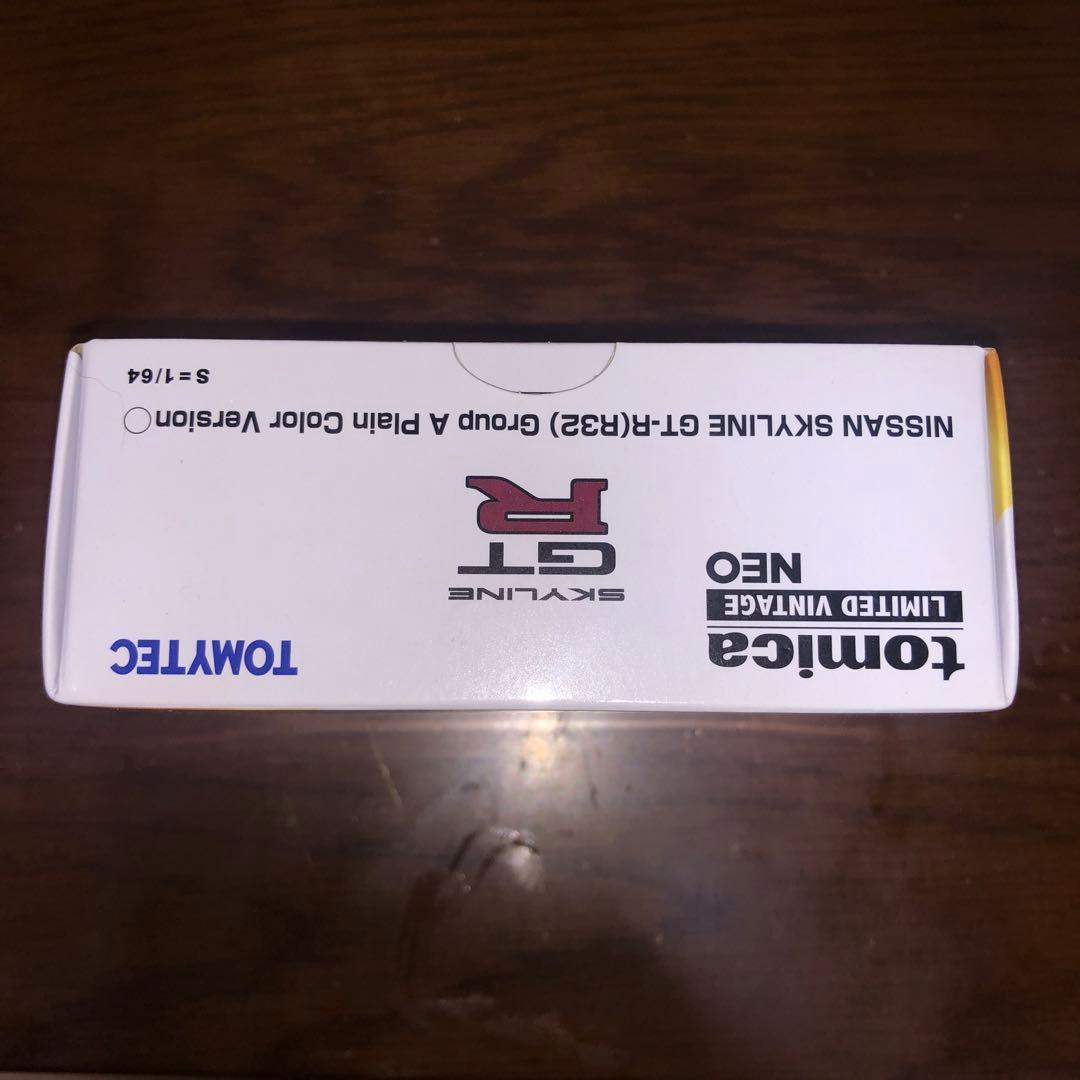 tomica
LIMITED VINTAGE
NEO
TOMYTEC
SKYLINE
GT
R
NISSAN SKYLINE GT-R(R32) Group A Plain Color Version○
S=1/64